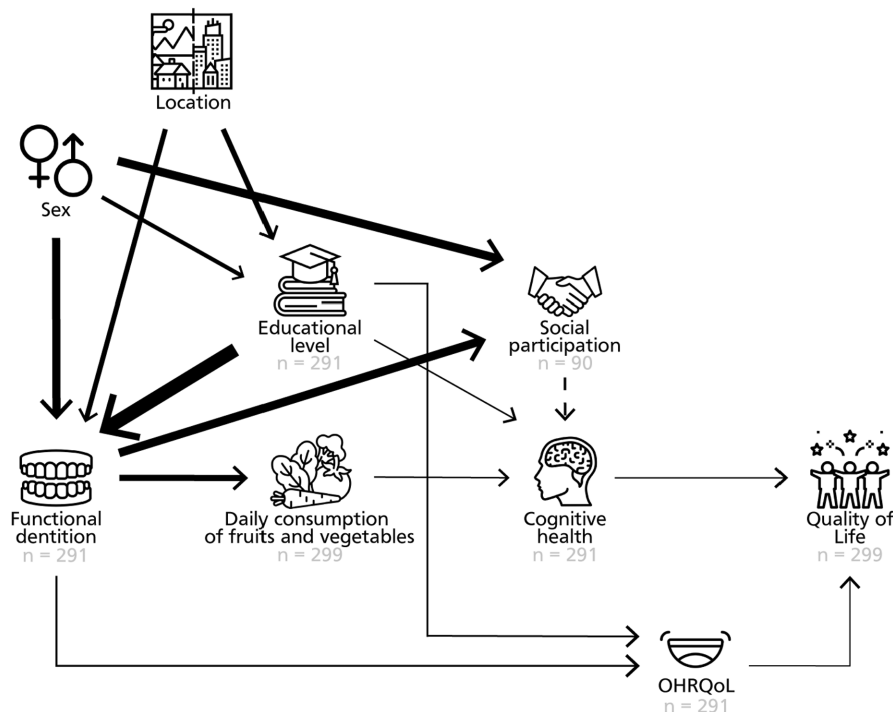 Location
Sex
Educational
level
n = 291
Social
participation
n = 90
Functional
dentition
n = 291
Daily consumption
of fruits and vegetables
n = 299
Cognitive
health
n = 291
Quality of
Life
n = 299
OHRQoL
n = 291